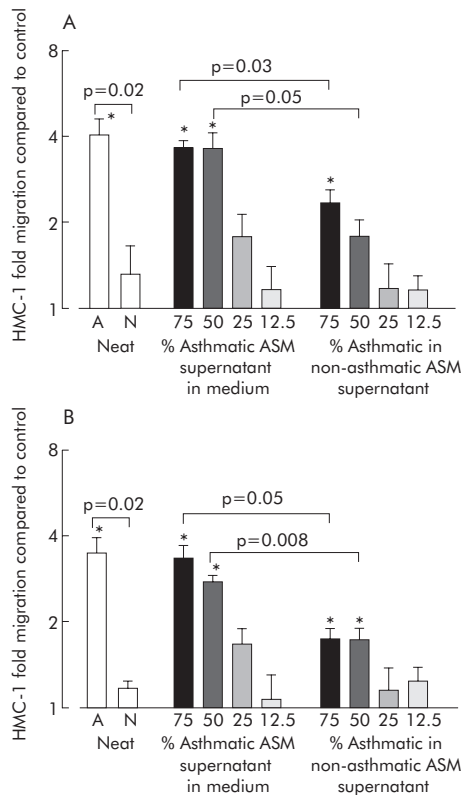 A
HMC-1 fold migration compared to control
8
4
2
1
p=0.02
*
p=0.03
p=0.05
* *
*
A N 75 50 25 12.5 75 50 25 12.5
Neat % Asthmatic ASM % Asthmatic in
supernatant non-asthmatic ASM
in medium supernatant
B
HMC-1 fold migration compared to control
8
4
2
1
p=0.02
*
p=0.05
p=0.008
* *
* *
A N 75 50 25 12.5 75 50 25 12.5
Neat % Asthmatic ASM % Asthmatic in
supernatant non-asthmatic ASM
in medium supernatant